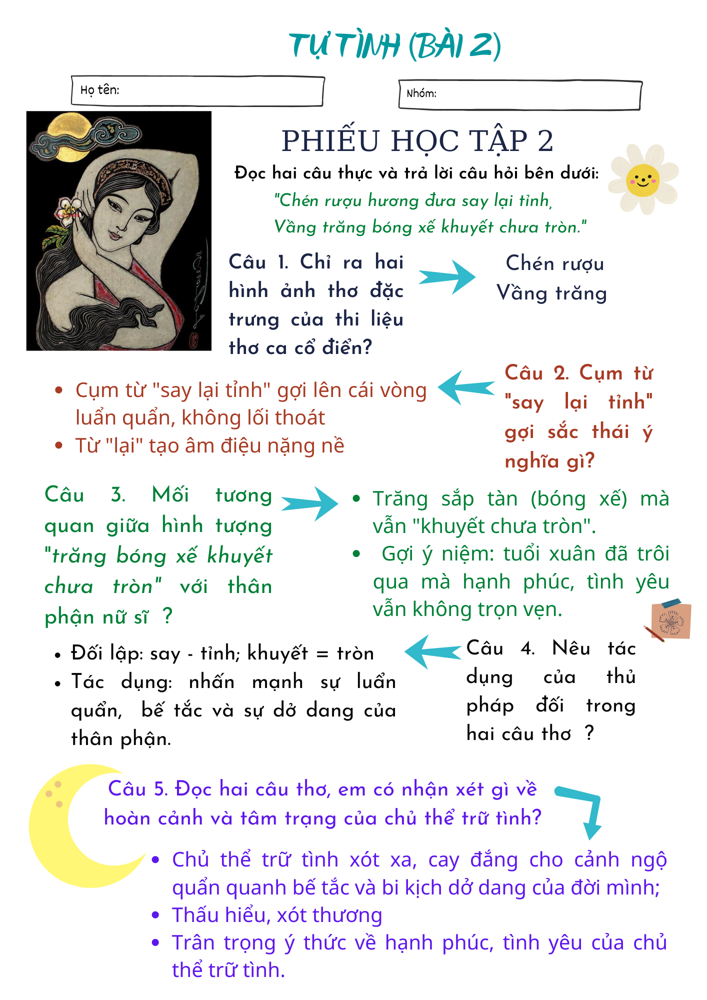 TỰ TÌNH (BÀI 2)
Họ tên:
Nhóm:
PHIẾU HỌC TẬP 2
Đọc hai câu thực và trả lời câu hỏi bên dưới:
"Chén rượu hương đưa say lại tỉnh,
Vầng trăng bóng xế khuyết chưa tròn."
Câu 1. Chỉ ra hai
hình ảnh thơ đặc
trưng của thi liệu
thơ ca cổ điển?
Chén rượu
Vầng trăng
Câu 2. Cụm từ
"say lại tỉnh"
gợi sắc thái ý
nghĩa gì?
• Cụm từ "say lại tỉnh" gợi lên cái vòng
luẩn quẩn, không lối thoát
• Từ "lại" tạo âm điệu nặng nề
Câu 3. Mối tương
quan giữa hình tượng
"trăng bóng xế khuyết
chưa tròn" với thân
phận nữ sĩ ?
• Trăng sắp tàn (bóng xế) mà
vẫn "khuyết chưa tròn".
• Gợi ý niệm: tuổi xuân đã trôi
qua mà hạnh phúc, tình yêu
vẫn không trọn vẹn.
Câu 4. Nêu tác
dụng của thủ
pháp đối trong
hai câu thơ ?
• Đối lập: say - tỉnh; khuyết = tròn
• Tác dụng: nhấn mạnh sự luẩn
quẩn, bế tắc và sự dở dang của
thân phận.
Câu 5. Đọc hai câu thơ, em có nhận xét gì về
hoàn cảnh và tâm trạng của chủ thể trữ tình?
• Chủ thể trữ tình xót xa, cay đắng cho cảnh ngộ
quẩn quanh bế tắc và bi kịch dở dang của đời mình;
• Thấu hiểu, xót thương
• Trân trọng ý thức về hạnh phúc, tình yêu của chủ
thể trữ tình.